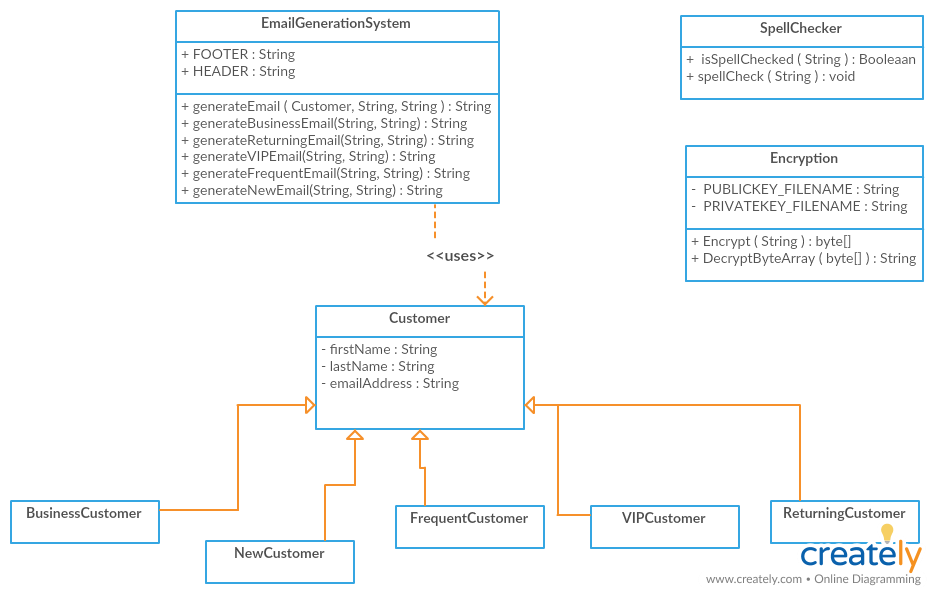 EmailGenerationSystem
+ FOOTER : String
+ HEADER : String
+ generateEmail ( Customer, String, String ) : String
+ generateBusinessEmail(String, String) : String
+ generateReturningEmail(String, String) : String
+ generateVIPEmail(String, String) : String
+ generateFrequentEmail(String, String) : String
+ generateNewEmail(String, String) : String
SpellChecker
+ isSpellChecked ( String ) : Booleaan
+ spellCheck ( String ) : void
Encryption
- PUBLICKEY_FILENAME : String
- PRIVATEKEY_FILENAME : String
+ Encrypt ( String ) : byte[]
+ DecryptByteArray ( byte[] ) : String
<<uses>>
Customer
- firstName : String
- lastName : String
- emailAddress : String
BusinessCustomer
NewCustomer
FrequentCustomer
VIPCustomer
ReturningCustomer
creately
www.creately.com • Online Diagramming